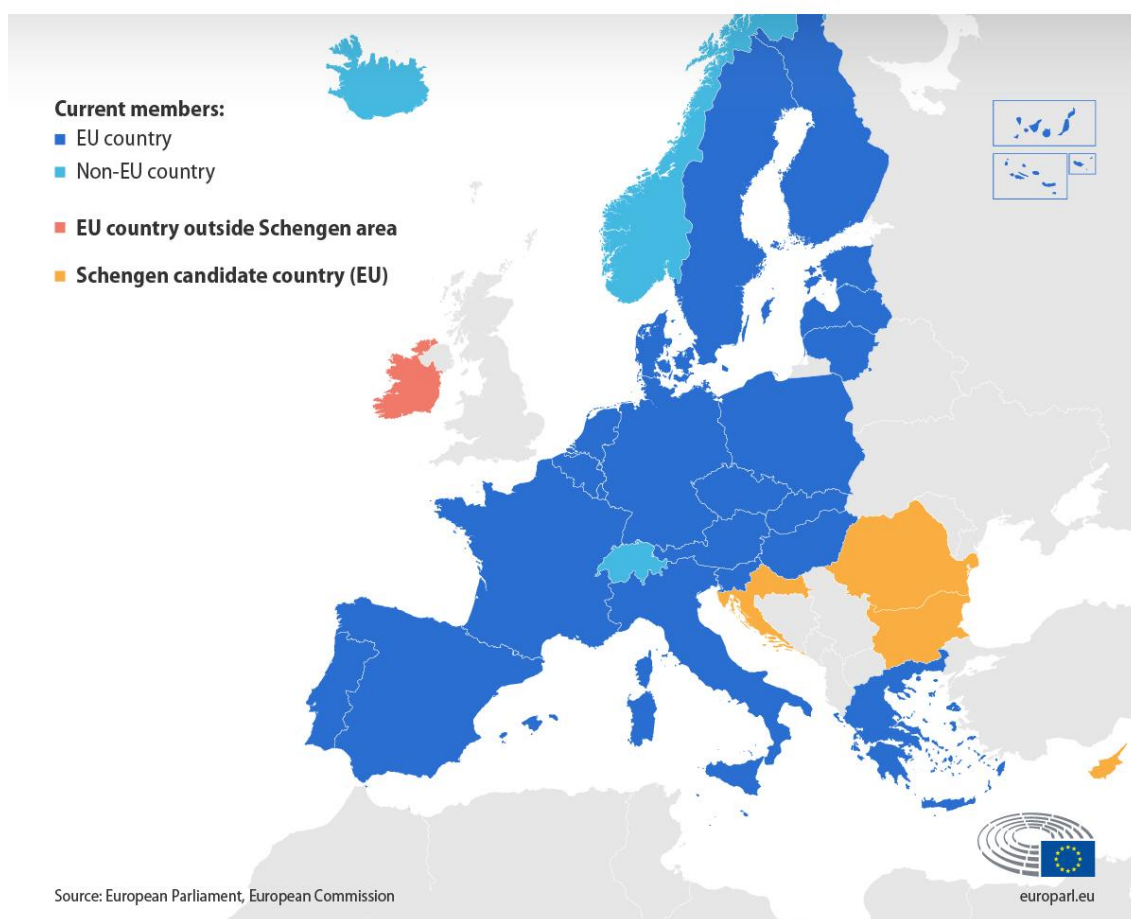 Current members:
EU country
Non-EU country
EU country outside Schengen area
Schengen candidate country (EU)
Source: European Parliament, European Commission
europarl.eu